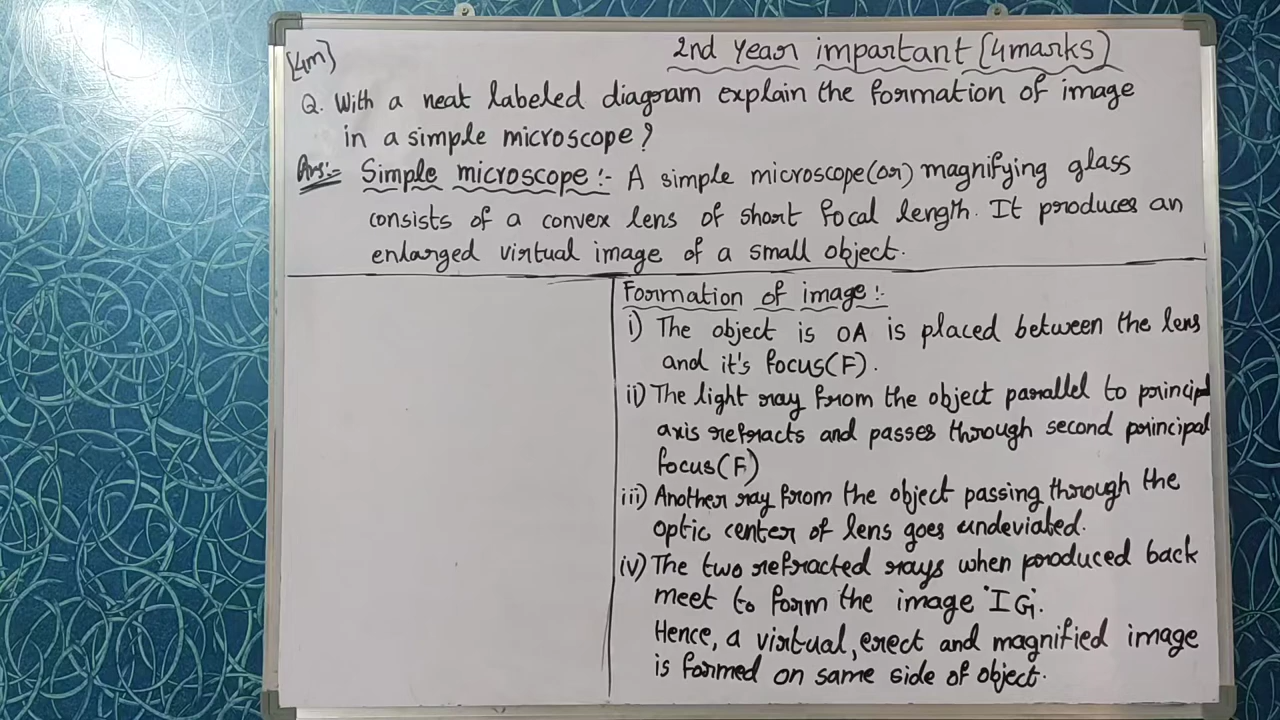 [4m]
2nd Year impartant [4marks]
Q. With a neat labeled diagram explain the formation of image
in a simple microscope?
Ans:- Simple microscope:- A simple microscope(or) magnifying glass
consists of a convex lens of short focal length. It produces an
enlarged virtual image of a small object.
Formation of image:-
i) The object is OA is placed between the lens
and it's focus(F).
ii) The light ray from the object parallel to princip
axis refracts and passes through second principal
focus(F)
iii) Another ray from the object passing through the
optic center of lens goes undeviated.
iv) The two refracted rays when produced back
meet to form the image 'IG'.
Hence, a virtual, erect and magnified image
is formed on same side of object.